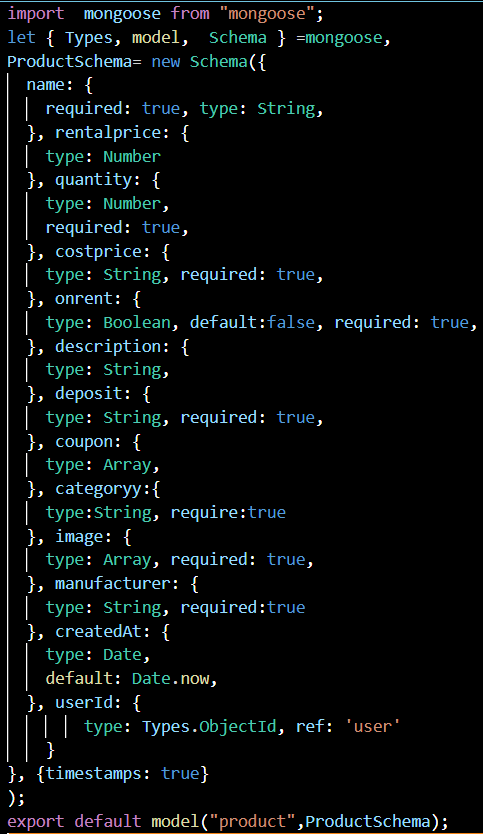 import  mongoose from "mongoose";
let { Types, model,  Schema } =mongoose,
ProductSchema= new Schema({
  name: {
    required: true, type: String,
  }, rentalprice: {
    type: Number
  }, quantity: {
    type: Number,
    required: true,
  }, costprice: {
    type: String, required: true,
  }, onrent: {
    type: Boolean, default:false, required: true,
  }, description: {
    type: String,
  }, deposit: {
    type: String, required: true,
  }, coupon: {
    type: Array,
  }, categoryy:{
    type:String, require:true
  }, image: {
    type: Array, required: true,
  }, manufacturer: {
    type: String, required:true
  }, createdAt: {
    type: Date,
    default: Date.now,
  }, userId: {
        type: Types.ObjectId, ref: 'user'
    }
}, {timestamps: true}
);
export default model("product",ProductSchema);